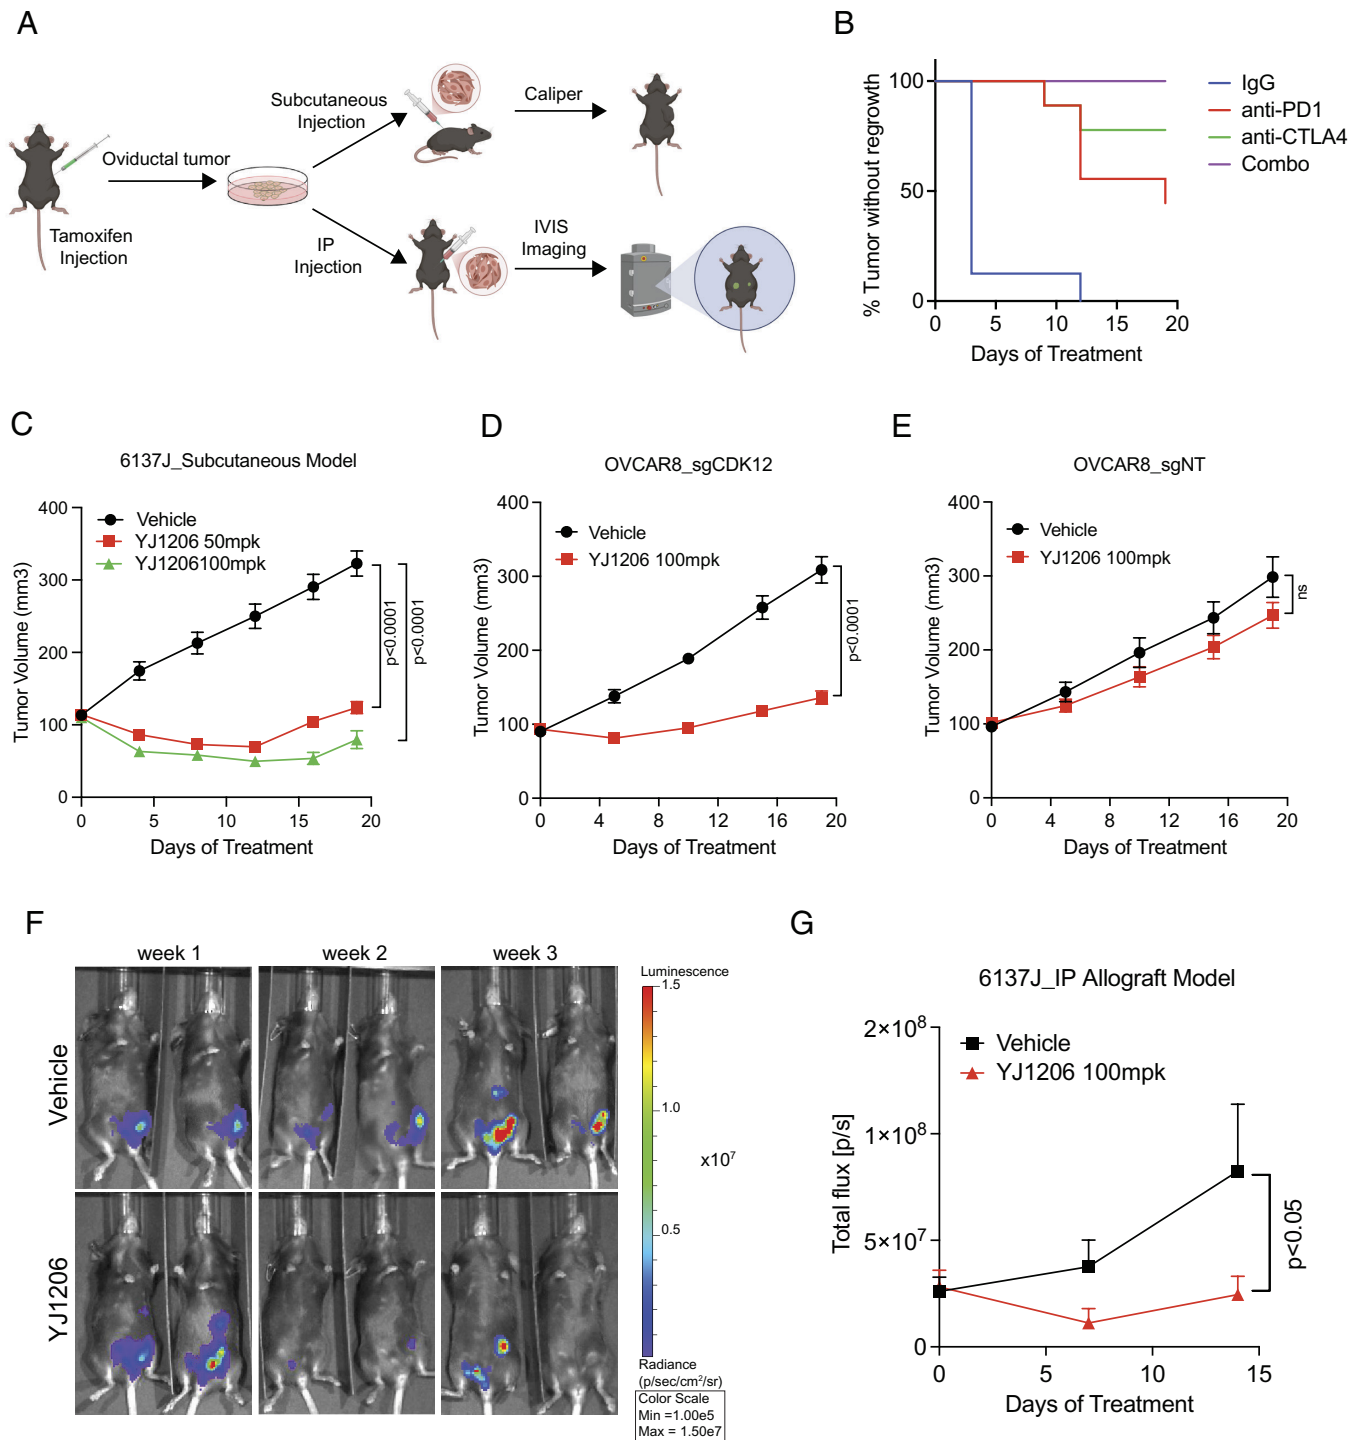 A
Tamoxifen
Injection
Oviductal tumor
Subcutaneous
Injection
Caliper
IP
Injection
IVIS
Imaging
B
% Tumor without regrowth
100
50
0
0 5 10 15 20
Days of Treatment
IgG
anti-PD1
anti-CTLA4
Combo
C
6137J_Subcutaneous Model
Tumor Volume (mm3)
400
300
200
100
0
0 5 10 15 20
Days of Treatment
Vehicle
YJ1206 50mpk
YJ1206100mpk
p<0.0001
p<0.0001
D
OVCAR8_sgCDK12
Tumor Volume (mm3)
400
300
200
100
0
0 4 8 12 16 20
Days of Treatment
Vehicle
YJ1206 100mpk
p<0.0001
E
OVCAR8_sgNT
Tumor Volume (mm3)
400
300
200
100
0
0 4 8 12 16 20
Days of Treatment
Vehicle
YJ1206 100mpk
ns
F
week 1 week 2 week 3
Vehicle
YJ1206
Luminescence
1.5
1.0
x10⁷
0.5
Radiance
(p/sec/cm²/sr)
Color Scale
Min =1.00e5
Max = 1.50e7
G
6137J_IP Allograft Model
Total flux [p/s]
2×10⁸
1×10⁸
5×10⁷
0
0 5 10 15
Days of Treatment
Vehicle
YJ1206 100mpk
p<0.05